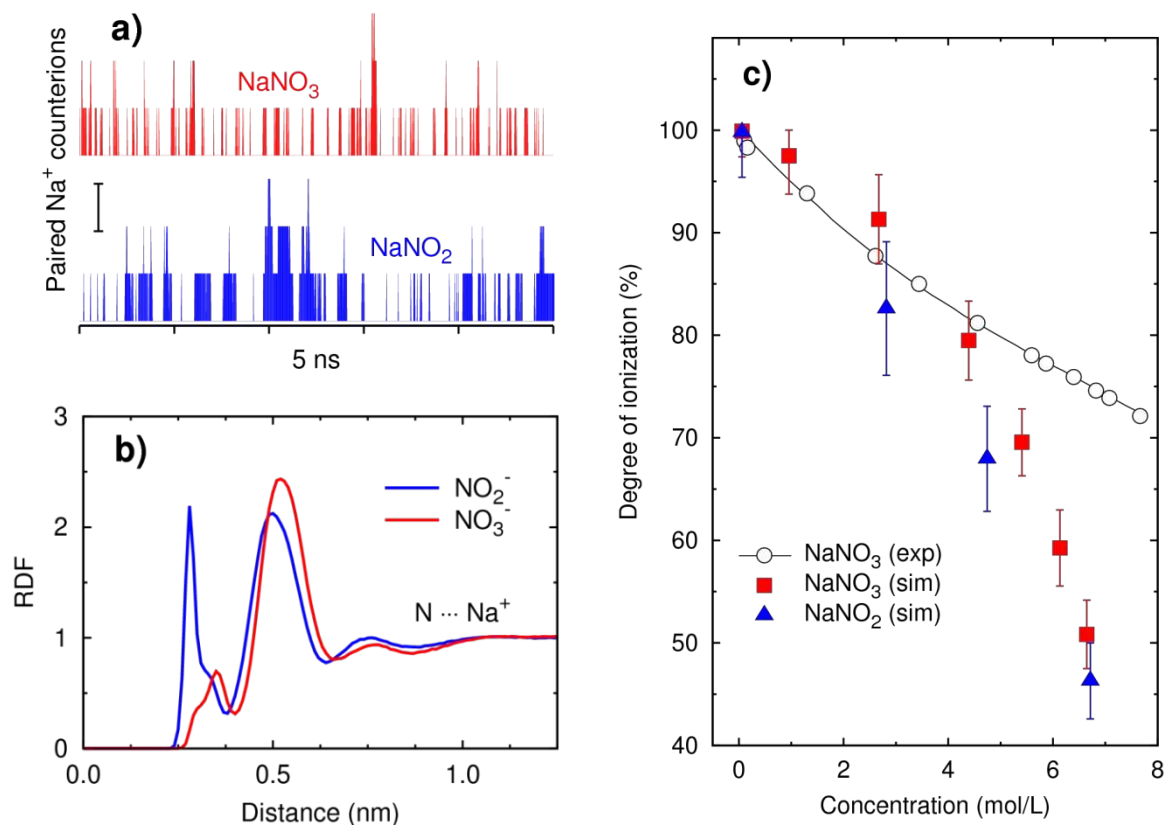 a)
Paired Na⁺ counterions
NaNO₃
NaNO₂
5 ns
b)
RDF
3
2
1
0
NO₂⁻
NO₃⁻
N ··· Na⁺
0.0 0.5 1.0
Distance (nm)
c)
Degree of ionization (%)
100
90
80
70
60
50
40
NaNO₃ (exp)
NaNO₃ (sim)
NaNO₂ (sim)
0 2 4 6 8
Concentration (mol/L)